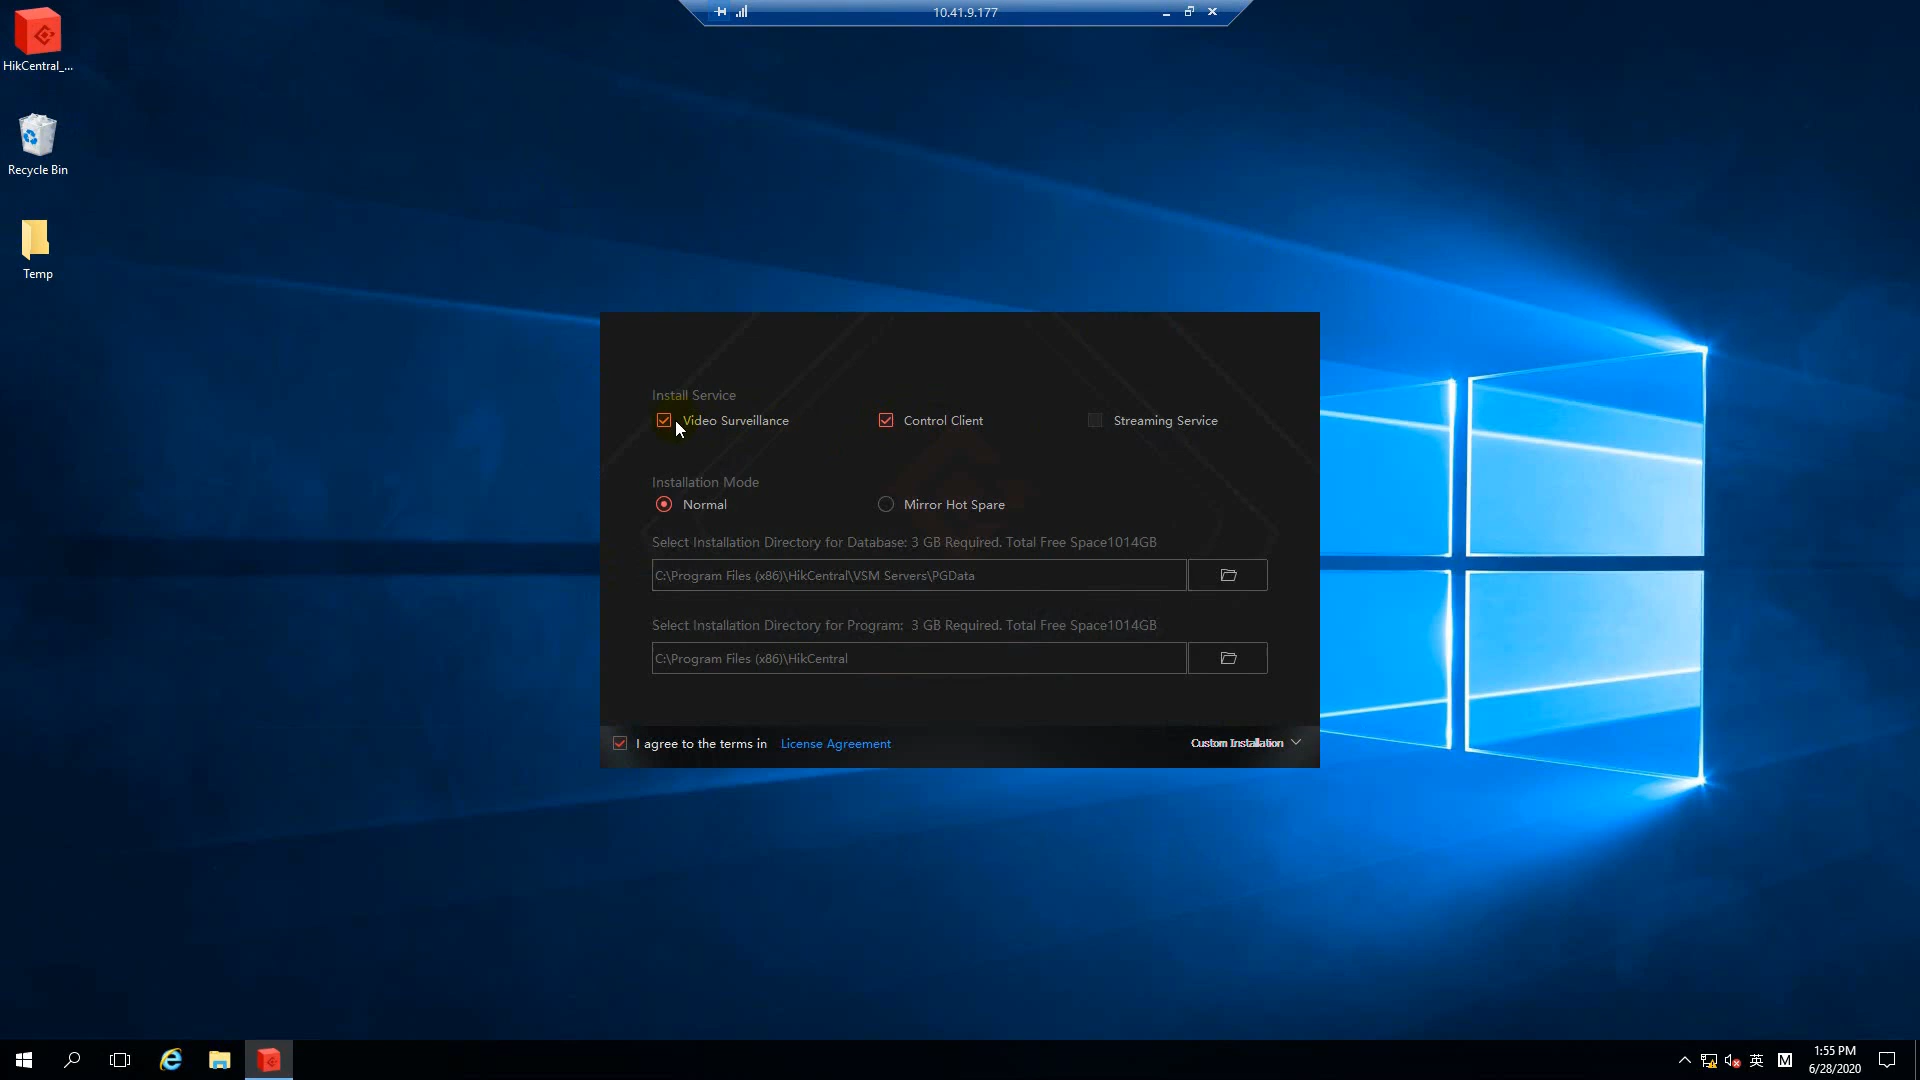 10.41.9.177
HikCentral_...
Recycle Bin
Temp
Install Service
Video Surveillance
Control Client
Streaming Service
Installation Mode
Normal
Mirror Hot Spare
Select Installation Directory for Database: 3 GB Required. Total Free Space1014GB
C:\Program Files (x86)\HikCentral\VSM Servers\PGData
Select Installation Directory for Program:  3 GB Required. Total Free Space1014GB
C:\Program Files (x86)\HikCentral
I agree to the terms in License Agreement
Custom Installation
英
M
1:55 PM
6/28/2020